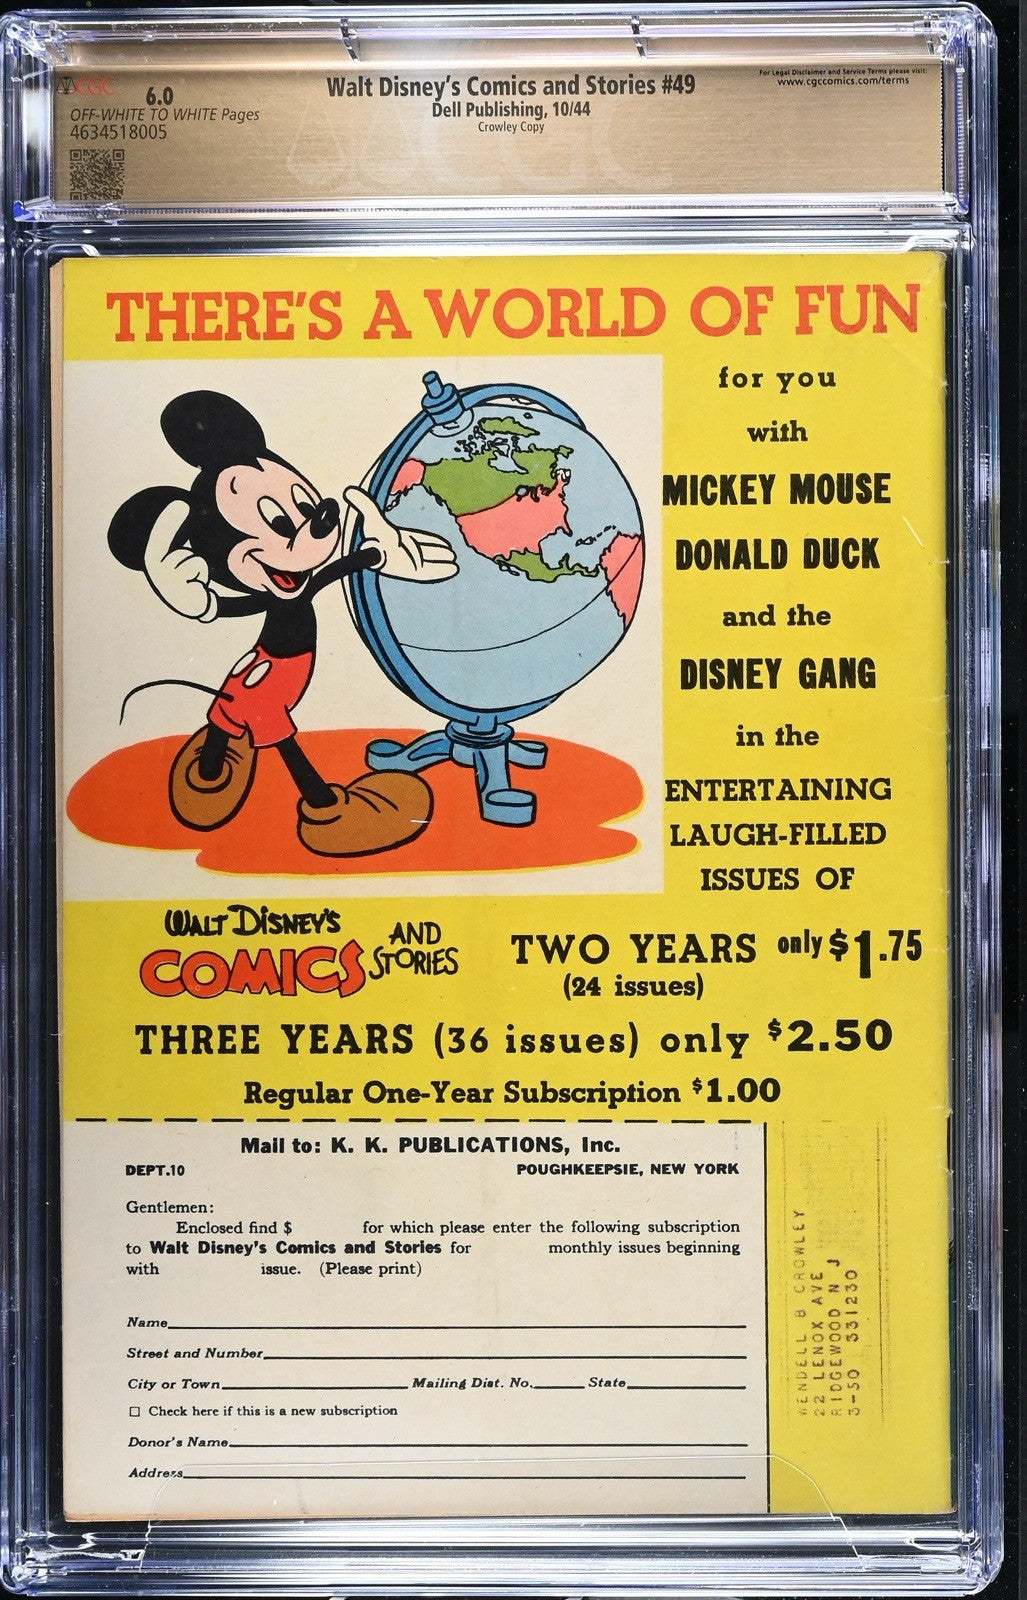 CGC
6.0
OFF-WHITE TO WHITE Pages
4634518005
Walt Disney's Comics and Stories #49
Dell Publishing, 10/44
Crowley Copy
For Legal Disclaimer and Service Terms please visit:
www.cgccomics.com/terms
THERE'S A WORLD OF FUN
for you
with
MICKEY MOUSE
DONALD DUCK
and the
DISNEY GANG
in the
ENTERTAINING
LAUGH-FILLED
ISSUES OF
WALT DISNEY'S
COMICS AND STORIES
TWO YEARS only $1.75
(24 issues)
THREE YEARS (36 issues) only $2.50
Regular One-Year Subscription $1.00
Mail to: K. K. PUBLICATIONS, Inc.
DEPT.10 POUGHKEEPSIE, NEW YORK
Gentlemen:
Enclosed find $ for which please enter the following subscription
to Walt Disney's Comics and Stories for monthly issues beginning
with issue. (Please print)
Name
Street and Number
City or Town Mailing Dist. No. State
Check here if this is a new subscription
Donor's Name
Address
WENDELL B CROWLEY
22 LENOX AVE
RIDGEWOOD N J
3-50 331230